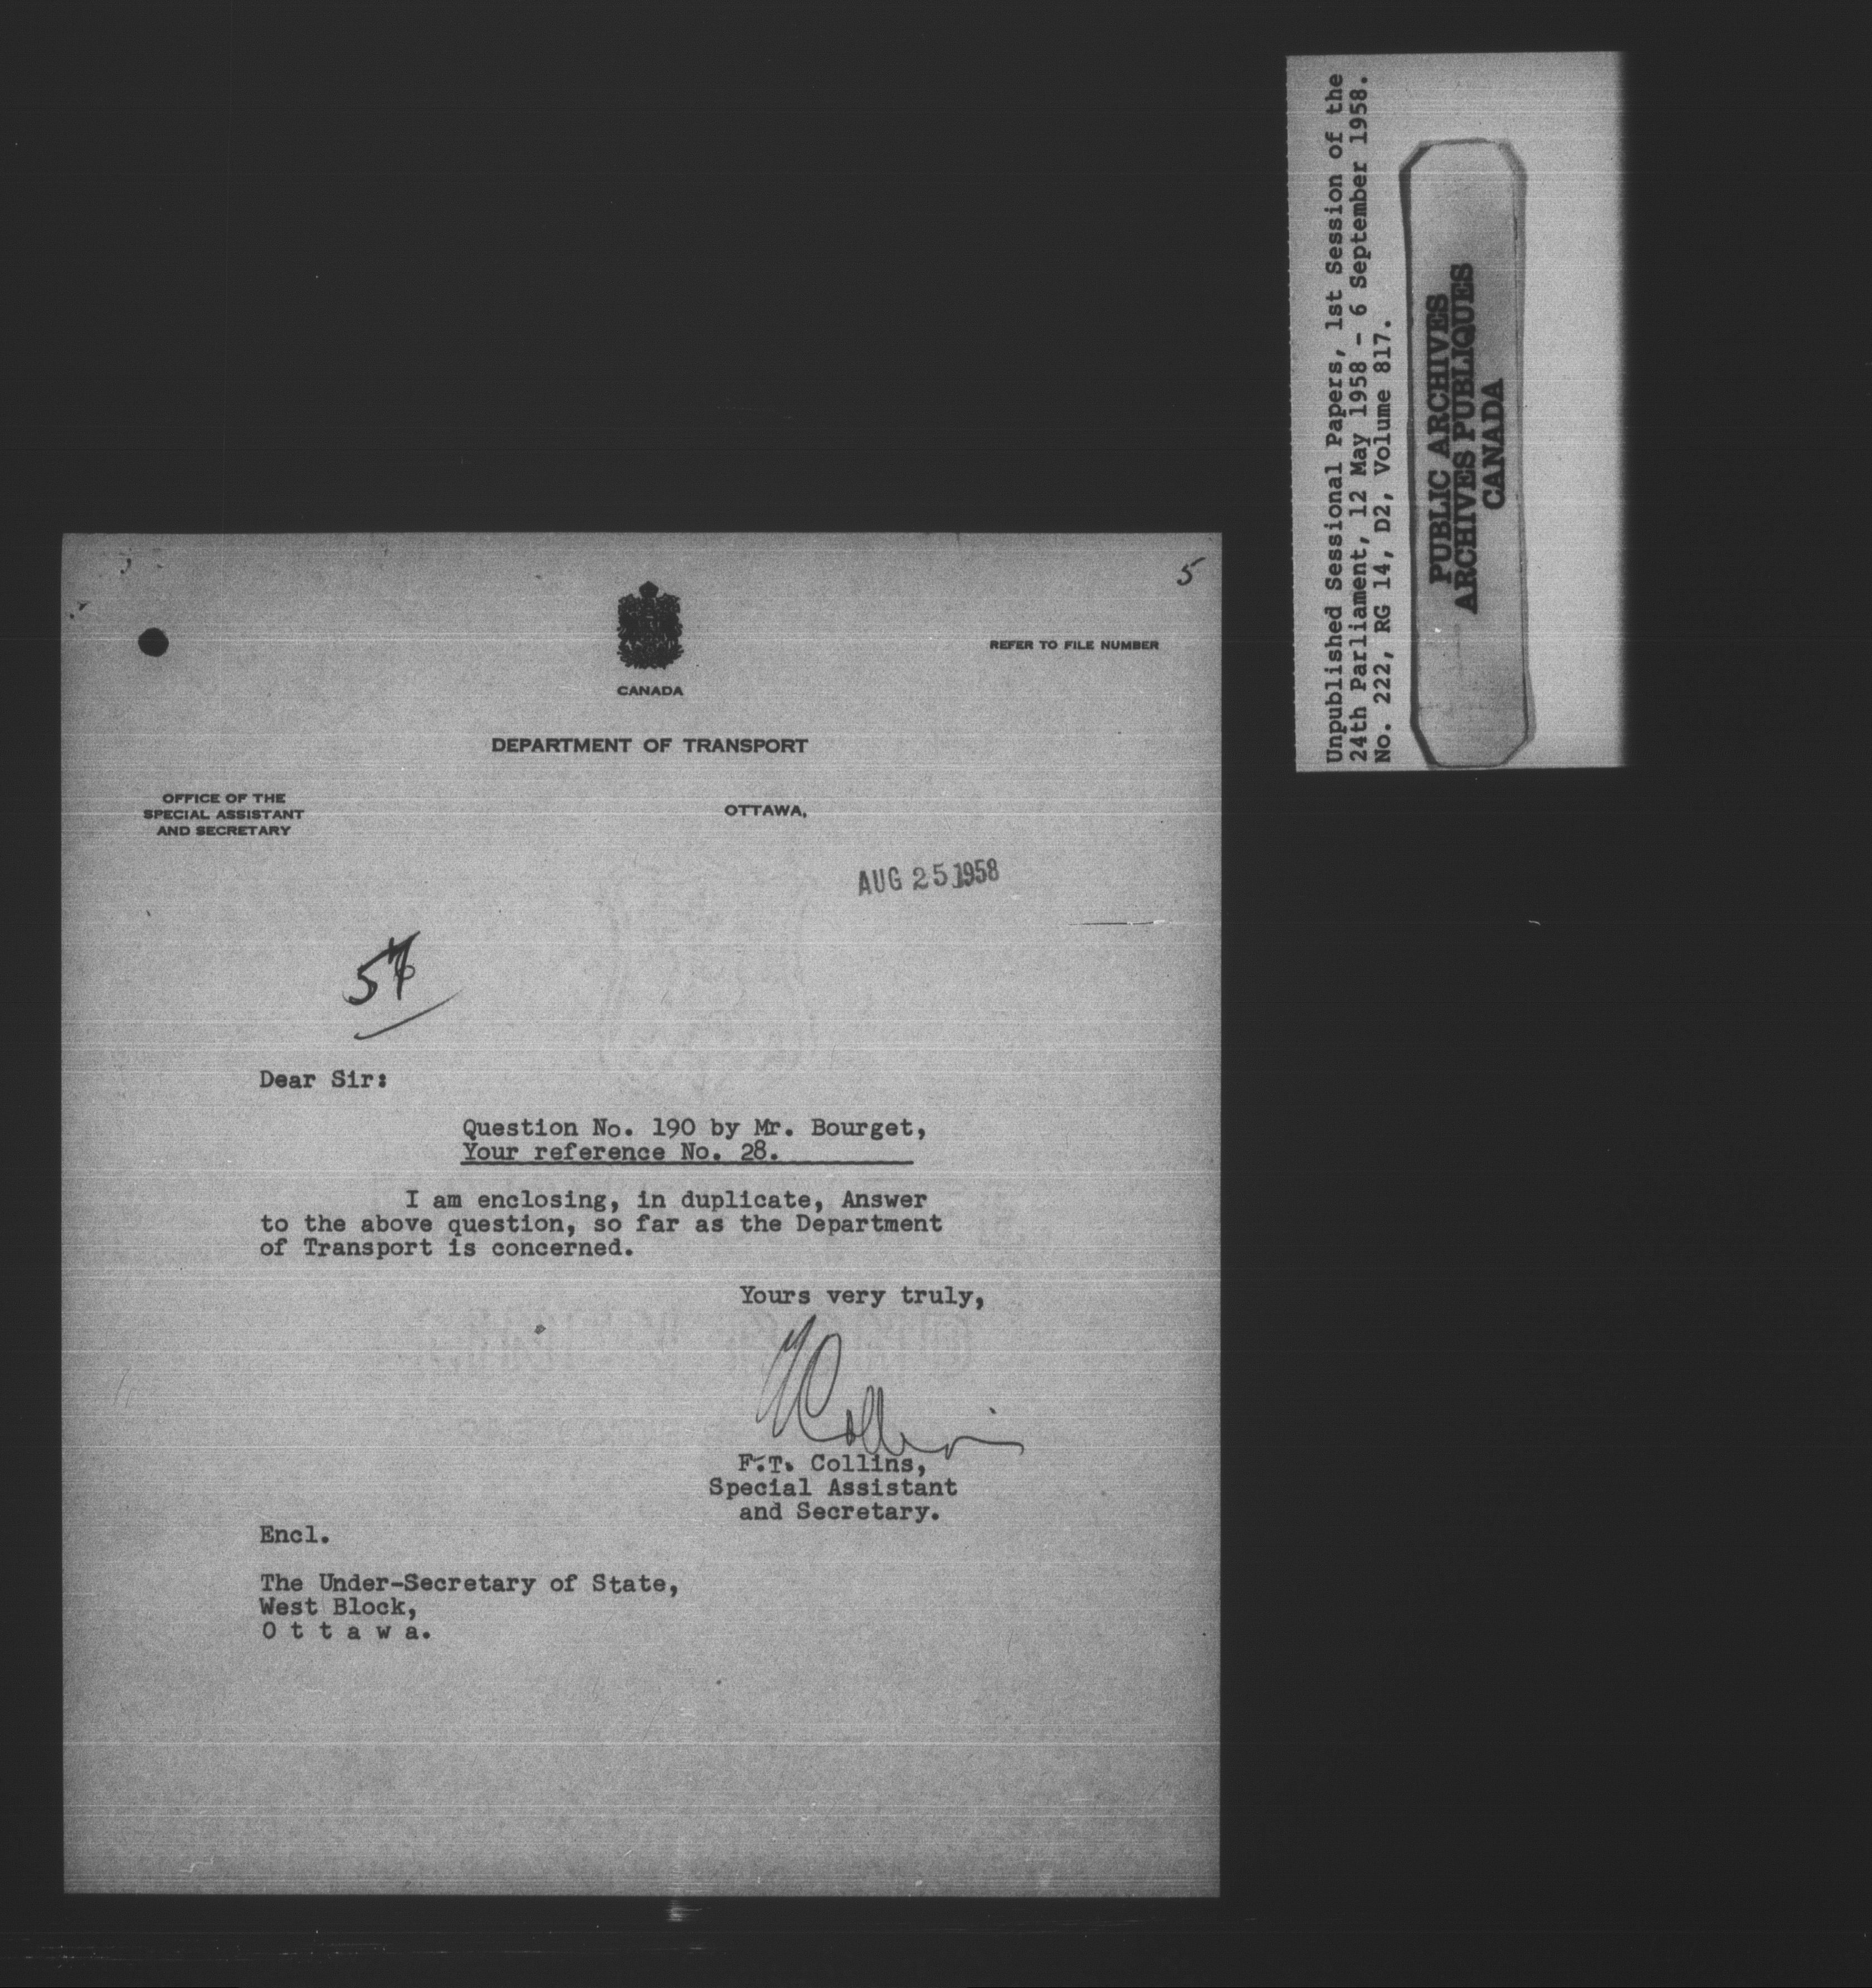 5
CANADA
REFER TO FILE NUMBER
DEPARTMENT OF TRANSPORT
OFFICE OF THE
SPECIAL ASSISTANT
AND SECRETARY
OTTAWA,
AUG 25 1958
Dear Sir:
Question No. 190 by Mr. Bourget,
Your reference No. 28.
I am enclosing, in duplicate, Answer
to the above question, so far as the Department
of Transport is concerned.
Yours very truly,
F.T. Collins,
Special Assistant
and Secretary.
Encl.
The Under-Secretary of State,
West Block,
O t t a w a.
Unpublished Sessional Papers, 1st Session of the
24th Parliament, 12 May 1958 - 6 September 1958.
No. 222, RG 14, D2, Volume 817.
PUBLIC ARCHIVES
ARCHIVES PUBLIQUES
CANADA